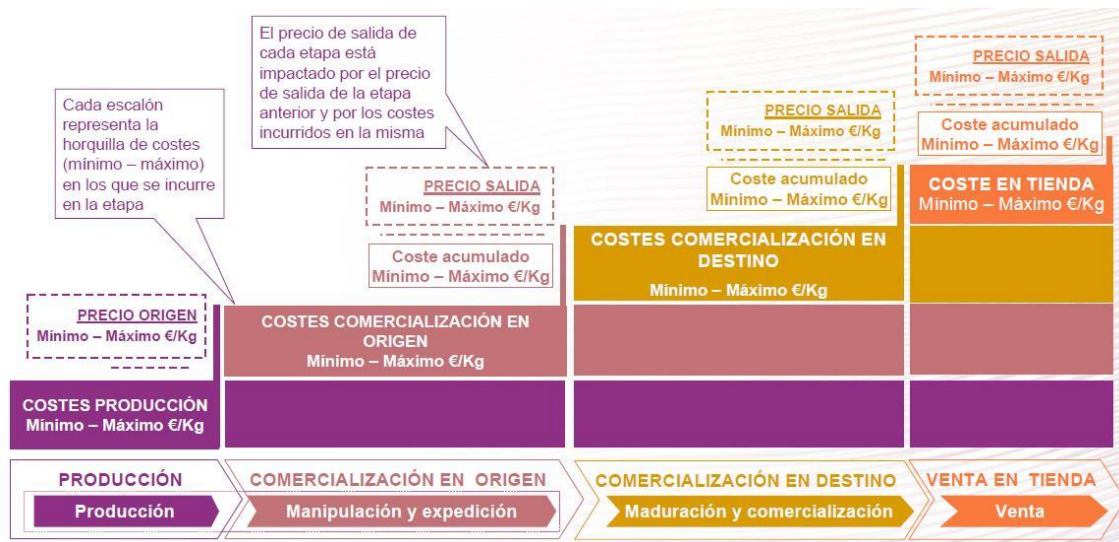 El precio de salida de
cada etapa está
impactado por el precio
de salida de la etapa
anterior y por los costes
incurridos en la misma
Cada escalón
representa la
horquilla de costes
(mínimo – máximo)
en los que se incurre
en la etapa
PRECIO SALIDA
Mínimo – Máximo €/Kg
Coste acumulado
Mínimo – Máximo €/Kg
PRECIO SALIDA
Mínimo – Máximo €/Kg
Coste acumulado
Mínimo – Máximo €/Kg
PRECIO SALIDA
Mínimo – Máximo €/Kg
Coste acumulado
Mínimo – Máximo €/Kg
COSTE EN TIENDA
Mínimo – Máximo €/Kg
COSTES COMERCIALIZACIÓN EN
DESTINO
Mínimo – Máximo €/Kg
PRECIO ORIGEN
Mínimo – Máximo €/Kg
COSTES COMERCIALIZACIÓN EN
ORIGEN
Mínimo – Máximo €/Kg
COSTES PRODUCCIÓN
Mínimo – Máximo €/Kg
PRODUCCIÓN
Producción
COMERCIALIZACIÓN EN ORIGEN
Manipulación y expedición
COMERCIALIZACIÓN EN DESTINO
Maduración y comercialización
VENTA EN TIENDA
Venta